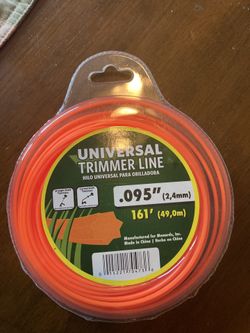 UNIVERSAL
TRIMMER LINE
HILO UNIVERSAL PARA ORILLADORA
.095"
(2,4mm)
161' (49,0m)
Manufactured for Menards, Inc.
Made in China | Hecho en China